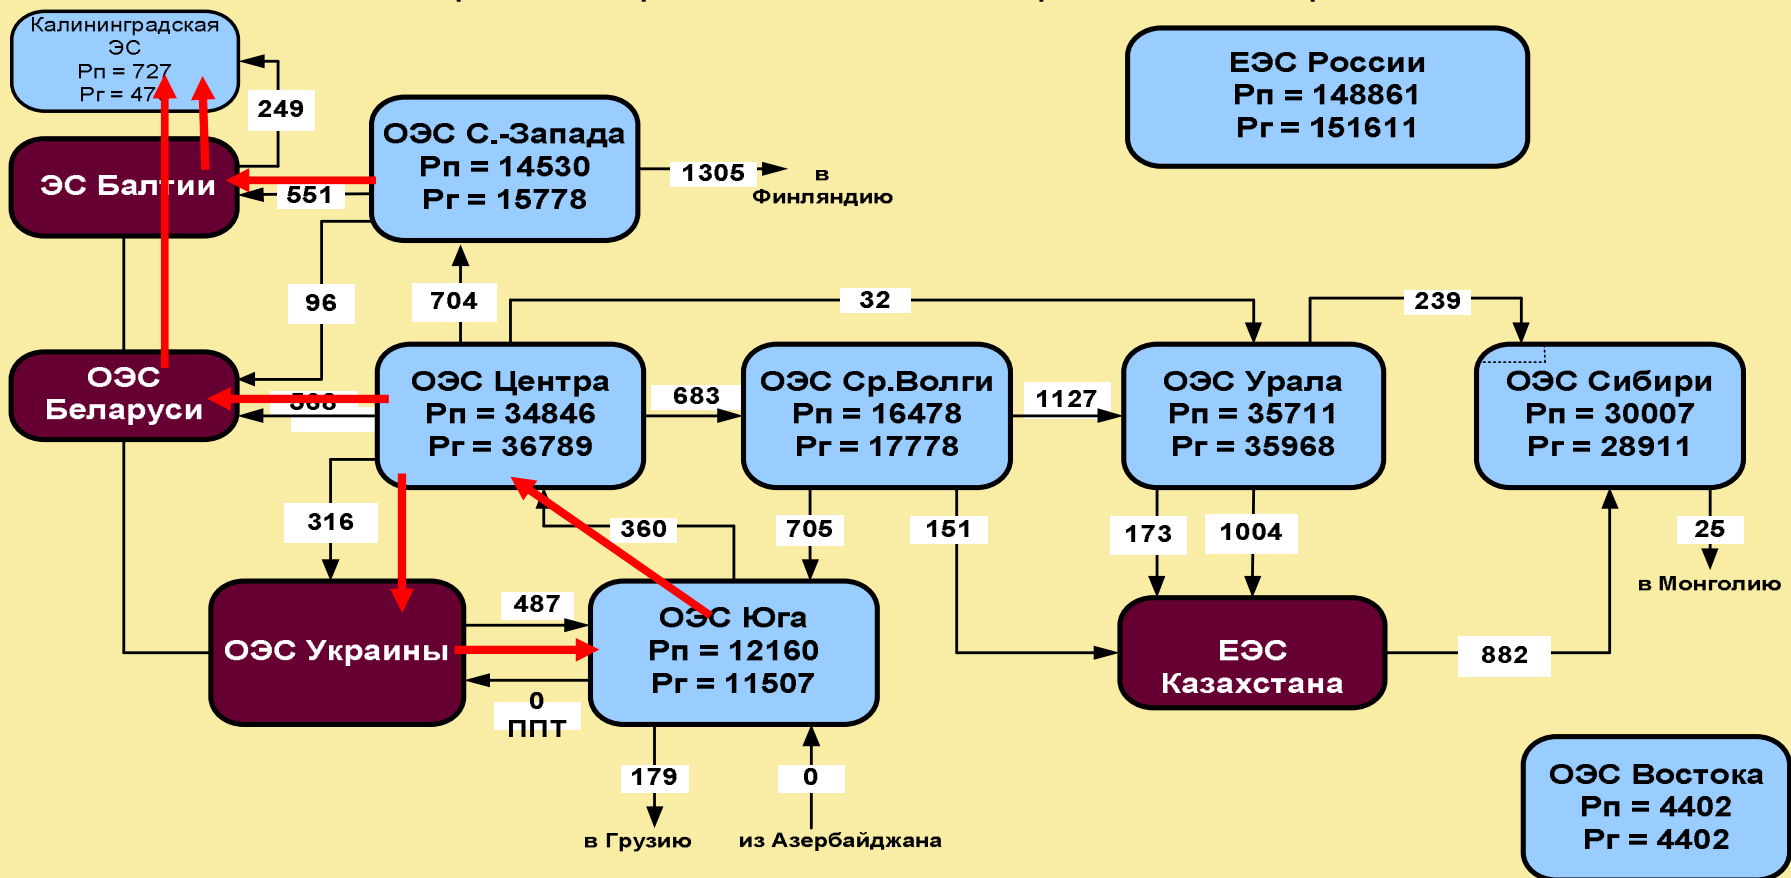 Калининградская
ЭС
Рп = 727
Рг = 47
249
ЕЭС России
Рп = 148861
Рг = 151611
ОЭС С.-Запада
Рп = 14530
Рг = 15778
1305
в
Финляндию
ЭС Балтии
551
96
704
32
239
ОЭС
Беларуси
ОЭС Центра
Рп = 34846
Рг = 36789
683
ОЭС Ср.Волги
Рп = 16478
Рг = 17778
1127
ОЭС Урала
Рп = 35711
Рг = 35968
ОЭС Сибири
Рп = 30007
Рг = 28911
316
360
705
151
173
1004
25
в Монголию
ОЭС Украины
487
0
ППТ
ОЭС Юга
Рп = 12160
Рг = 11507
ЕЭС
Казахстана
882
179
0
в Грузию
из Азербайджана
ОЭС Востока
Рп = 4402
Рг = 4402